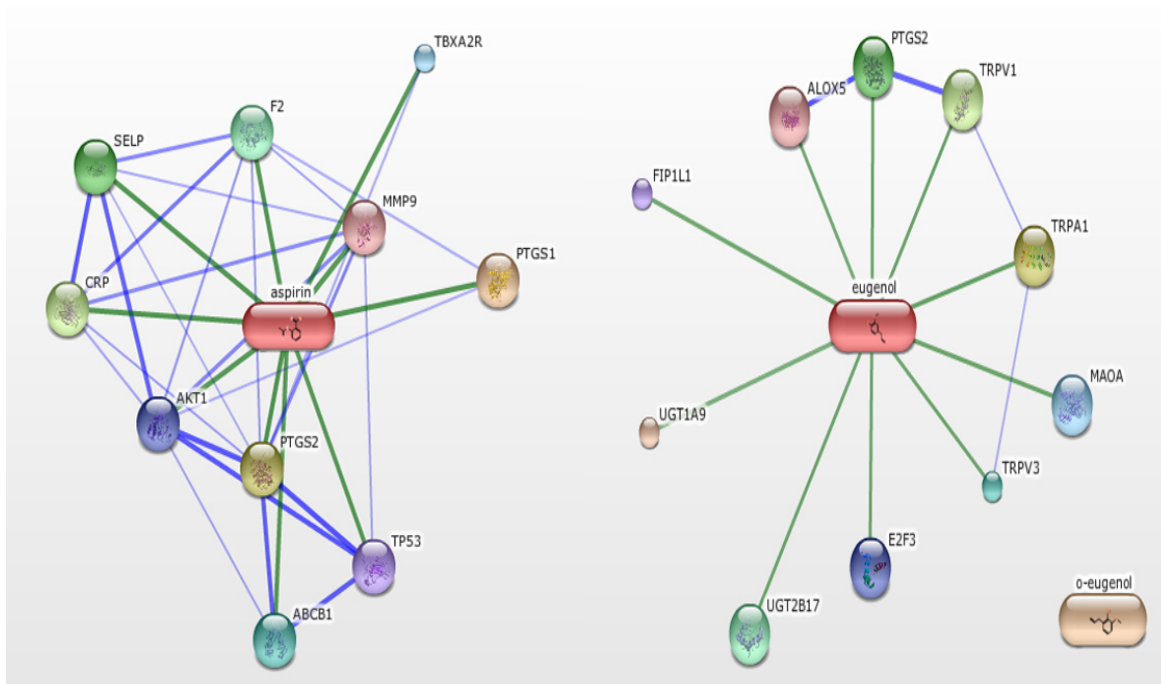 TBXA2R
F2
SELP
MMP9
PTGS1
CRP
aspirin
AKT1
PTGS2
TP53
ABCB1
PTGS2
TRPV1
ALOX5
FIP1L1
TRPA1
eugenol
MAOA
UGT1A9
TRPV3
E2F3
o-eugenol
UGT2B17